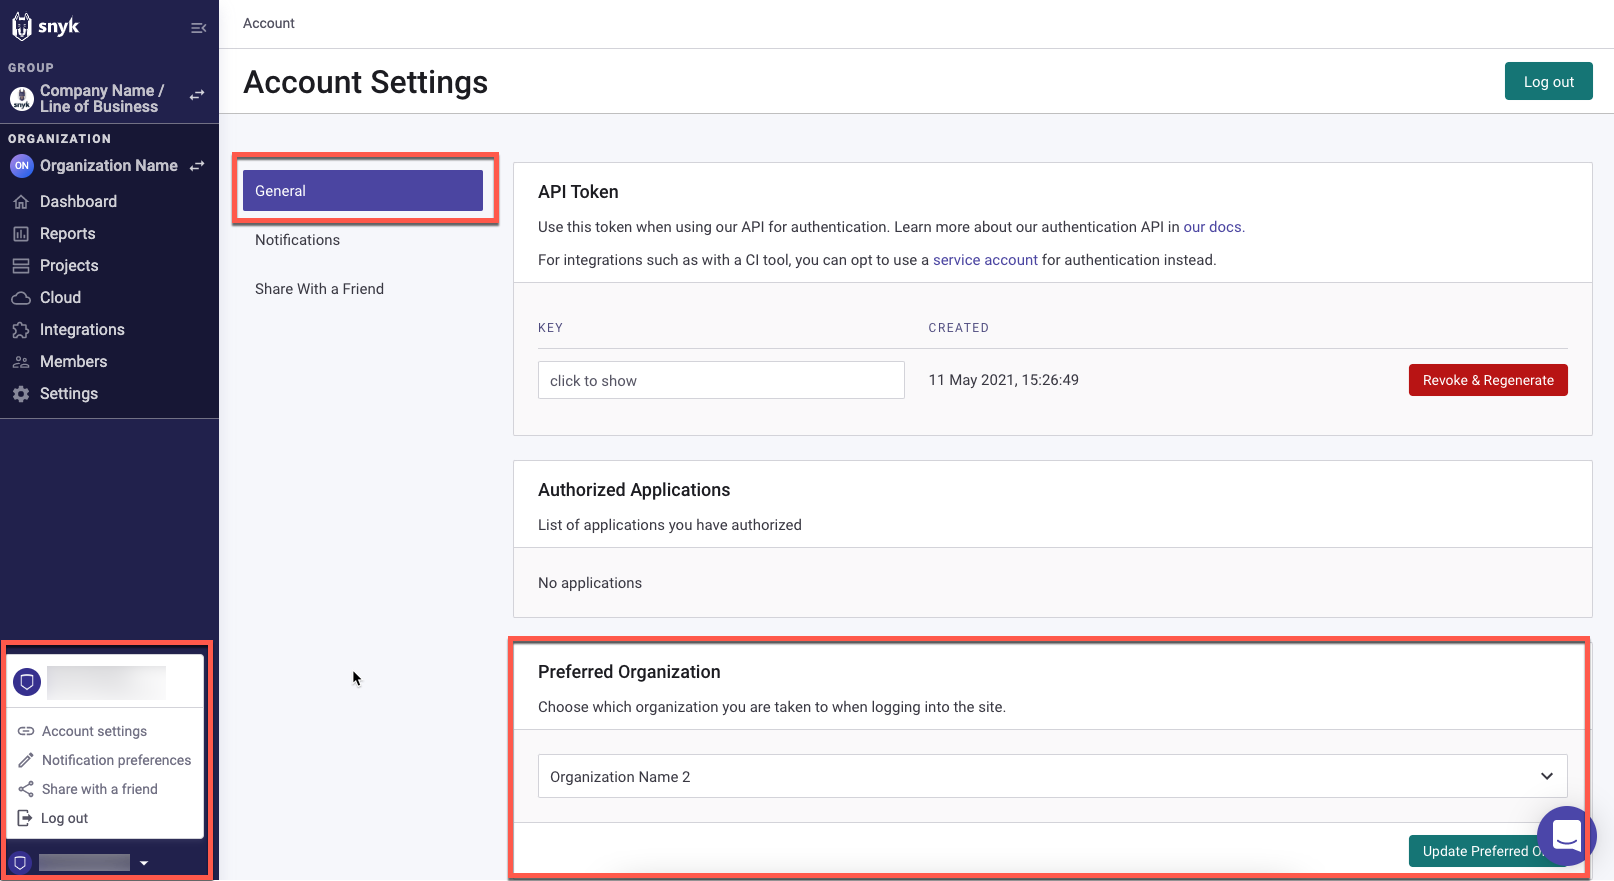 snyk
GROUP
Company Name /
Line of Business
ORGANIZATION
ON Organization Name
Dashboard
Reports
Projects
Cloud
Integrations
Members
Settings
Account settings
Notification preferences
Share with a friend
Log out
Account
Account Settings
Log out
General
Notifications
Share With a Friend
API Token
Use this token when using our API for authentication. Learn more about our authentication API in our docs.
For integrations such as with a CI tool, you can opt to use a service account for authentication instead.
KEY CREATED
click to show 11 May 2021, 15:26:49 Revoke & Regenerate
Authorized Applications
List of applications you have authorized
No applications
Preferred Organization
Choose which organization you are taken to when logging into the site.
Organization Name 2
Update Preferred O